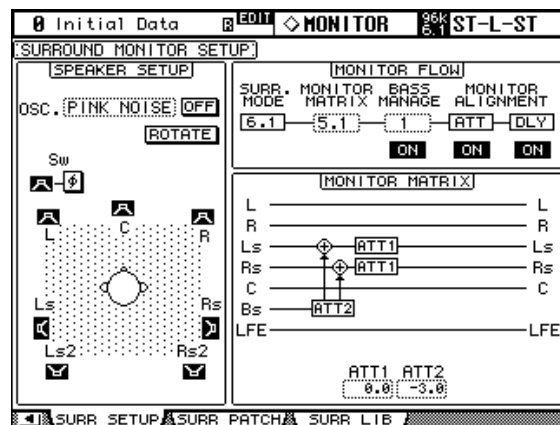 0 Initial Data R EDIT ◇MONITOR 96k 6.1 ST-L-ST
SURROUND MONITOR SETUP
SPEAKER SETUP
OSC. PINK NOISE OFF
ROTATE
Sw
ϕ
L C R
Ls Rs
Ls2 Rs2
MONITOR FLOW
SURR. MODE MONITOR MATRIX BASS MANAGE MONITOR ALIGNMENT
6.1 5.1 1 ATT DLY
ON ON ON
MONITOR MATRIX
L L
R R
Ls ATT1 Ls
Rs ATT1 Rs
C C
Bs ATT2
LFE LFE
ATT1 ATT2
0.0 -3.0
SURR SETUP SURR PATCH SURR LIB